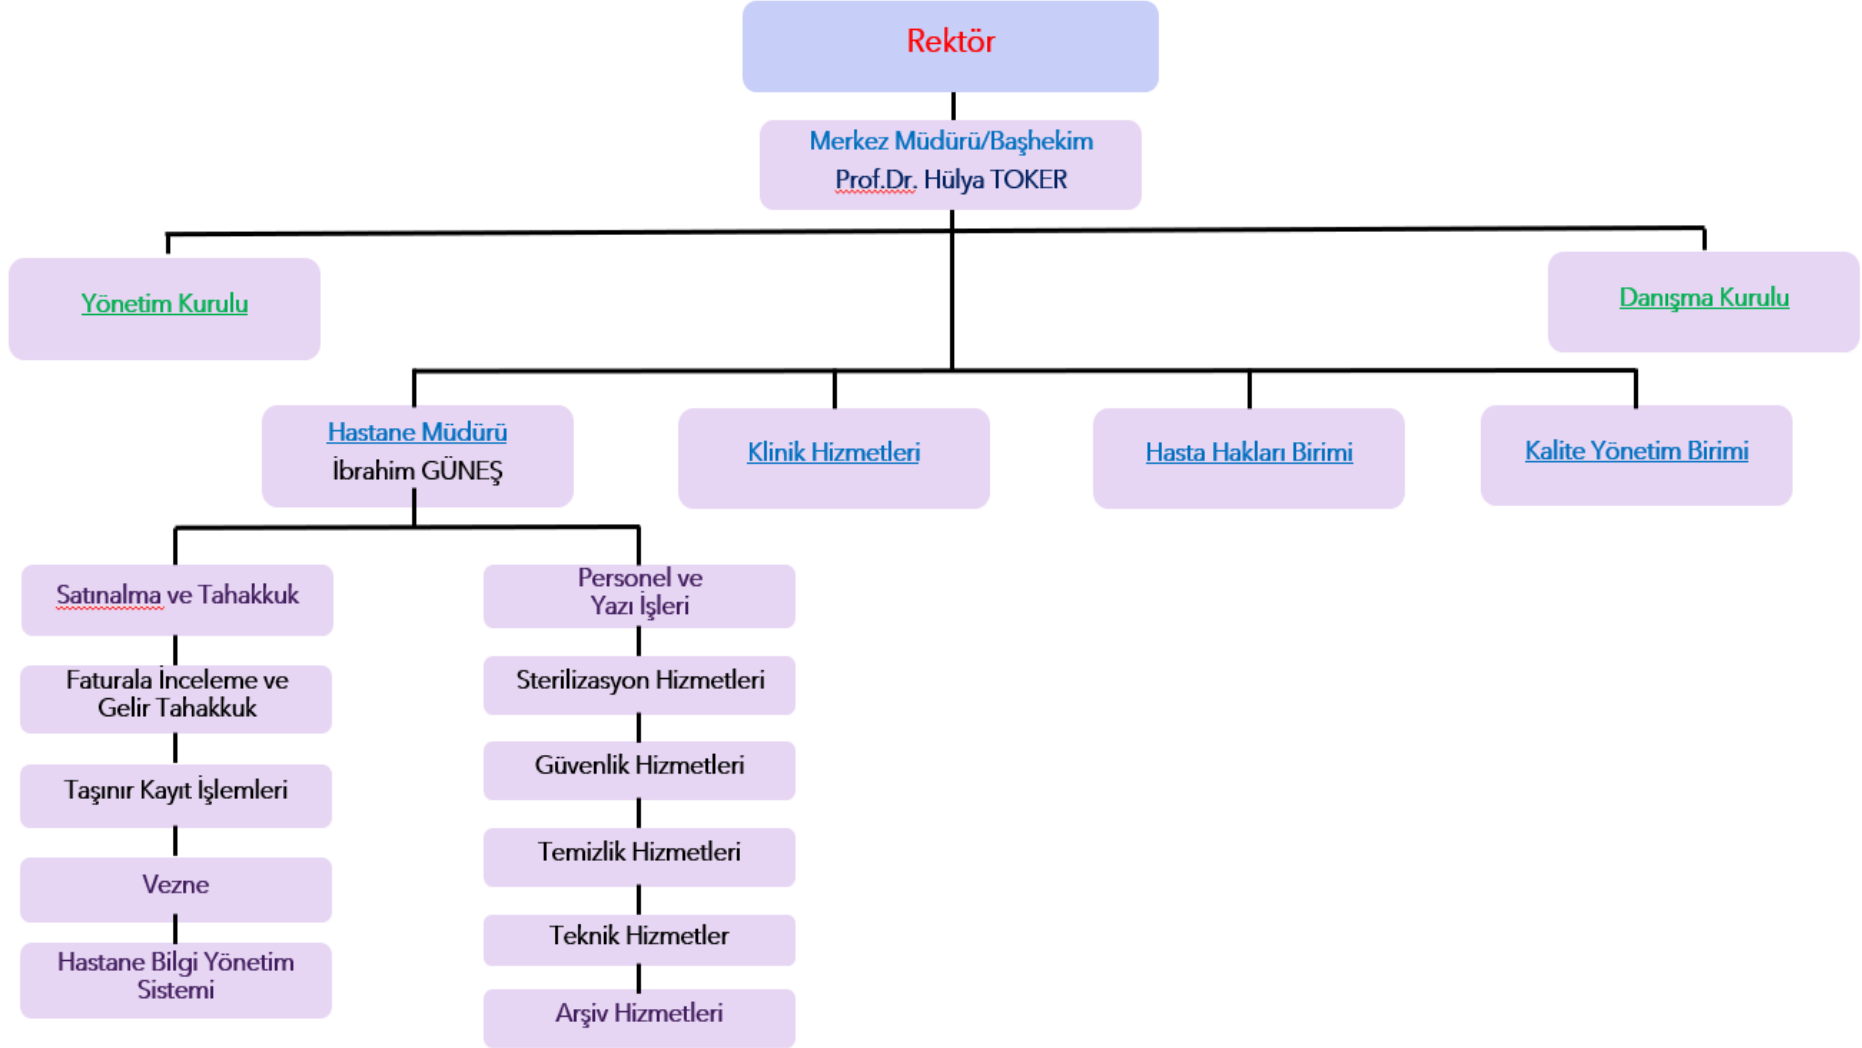 Rektör
Merkez Müdürü/Başhekim
Prof.Dr. Hülya TOKER
Yönetim Kurulu
Danışma Kurulu
Hastane Müdürü
İbrahim GÜNEŞ
Klinik Hizmetleri
Hasta Hakları Birimi
Kalite Yönetim Birimi
Satınalma ve Tahakkuk
Faturala İnceleme ve
Gelir Tahakkuk
Taşınır Kayıt İşlemleri
Vezne
Hastane Bilgi Yönetim
Sistemi
Personel ve
Yazı İşleri
Sterilizasyon Hizmetleri
Güvenlik Hizmetleri
Temizlik Hizmetleri
Teknik Hizmetler
Arşiv Hizmetleri